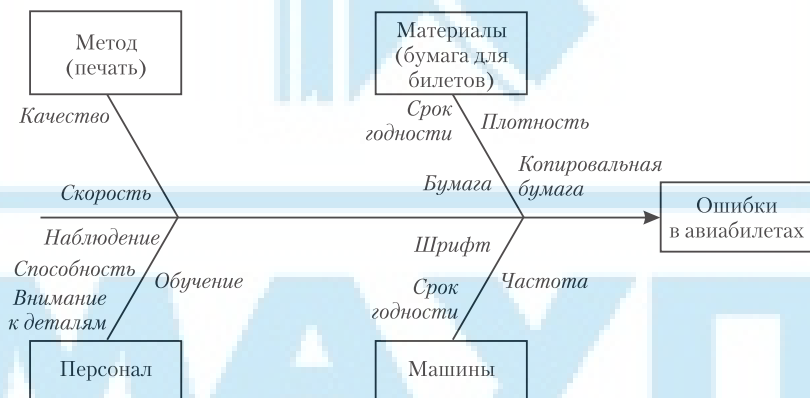 Метод
(печать)
Материалы
(бумага для
билетов)
Качество
Скорость
Срок
годности
Плотность
Бумага
Копировальная
бумага
Ошибки
в авиабилетах
Наблюдение
Способность
Внимание
к деталям
Обучение
Шрифт
Срок
годности
Частота
Персонал
Машины
МАУП